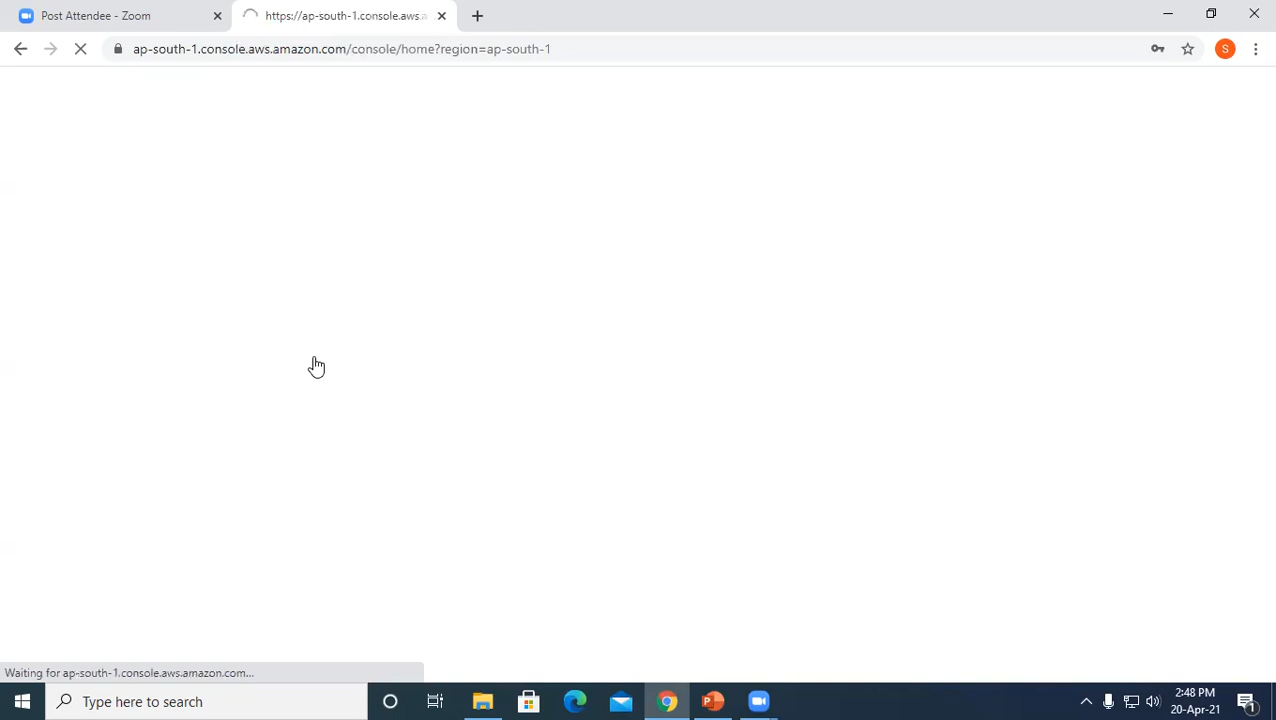 Post Attendee - Zoom
https://ap-south-1.console.aws.a
ap-south-1.console.aws.amazon.com/console/home?region=ap-south-1
S
Waiting for ap-south-1.console.aws.amazon.com...
Type here to search
2:48 PM
20-Apr-21
1